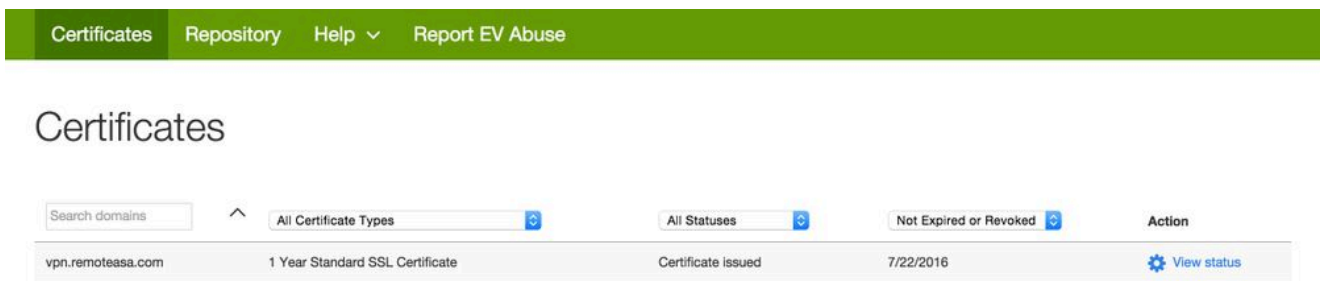 Certificates Repository Help Report EV Abuse
Certificates
Search domains All Certificate Types All Statuses Not Expired or Revoked Action
vpn.remoteasa.com 1 Year Standard SSL Certificate Certificate issued 7/22/2016 View status